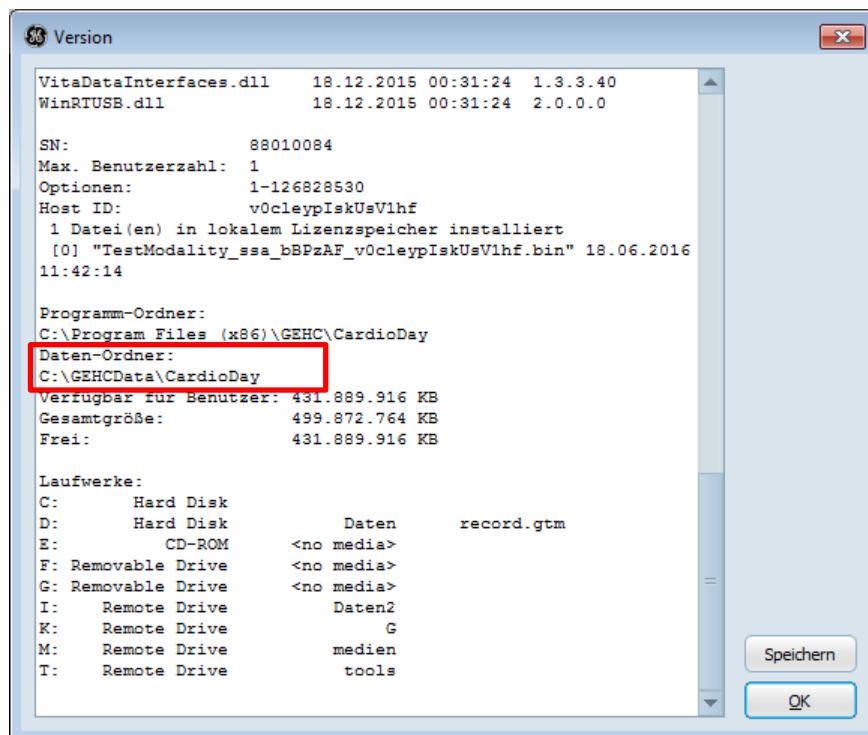 Version
VitaDataInterfaces.dll 18.12.2015 00:31:24 1.3.3.40
WinRTUSB.dll 18.12.2015 00:31:24 2.0.0.0
SN: 88010084
Max. Benutzerzahl: 1
Optionen: 1-126828530
Host ID: v0cleypIskUsV1hf
1 Datei(en) in lokalem Lizenzspeicher installiert
[0] "TestModality_ssa_bBPzAF_v0cleypIskUsV1hf.bin" 18.06.2016
11:42:14
Programm-Ordner:
C:\Program Files (x86)\GEHC\CardioDay
Daten-Ordner:
C:\GEHCData\CardioDay
Verfügbar für Benutzer: 431.889.916 KB
Gesamtgröße: 499.872.764 KB
Frei: 431.889.916 KB
Laufwerke:
C: Hard Disk
D: Hard Disk Daten record.gtm
E: CD-ROM <no media>
F: Removable Drive <no media>
G: Removable Drive <no media>
I: Remote Drive Daten2
K: Remote Drive G
M: Remote Drive medien
T: Remote Drive tools
Speichern
OK